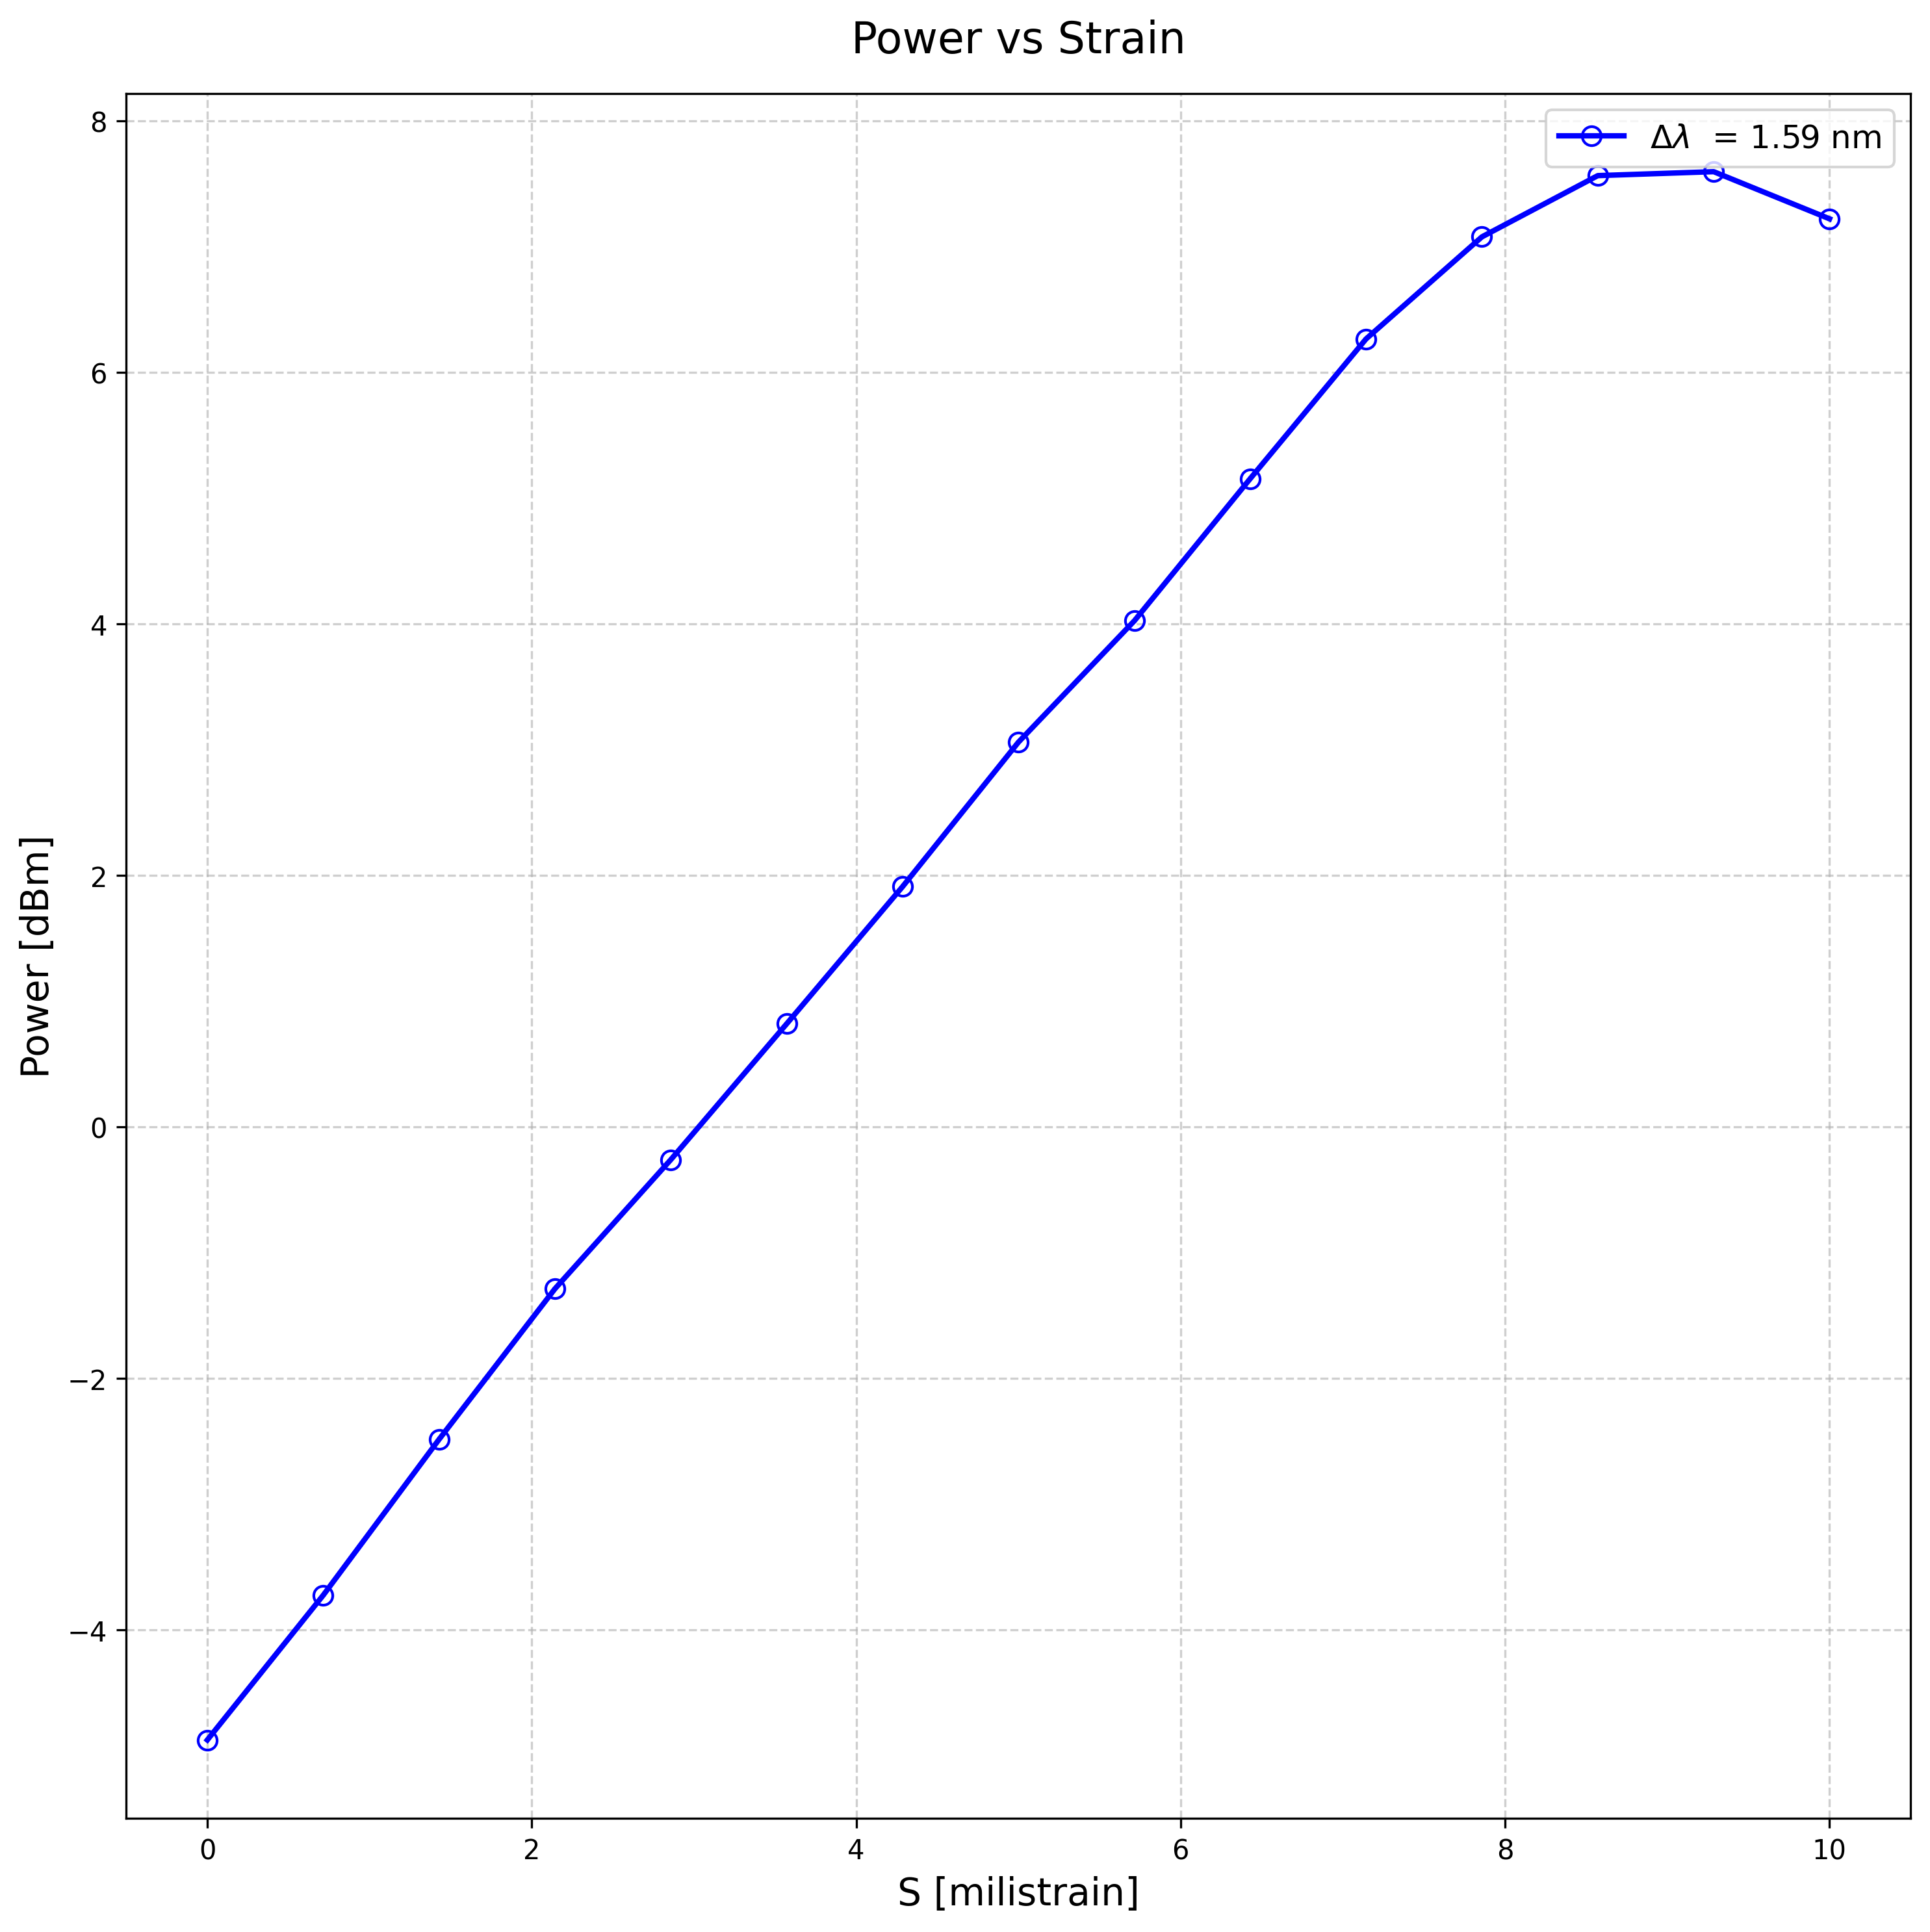 Power vs Strain
Δλ = 1.59 nm
Power [dBm]
8
6
4
2
0
−2
−4
0 2 4 6 8 10
S [milistrain]